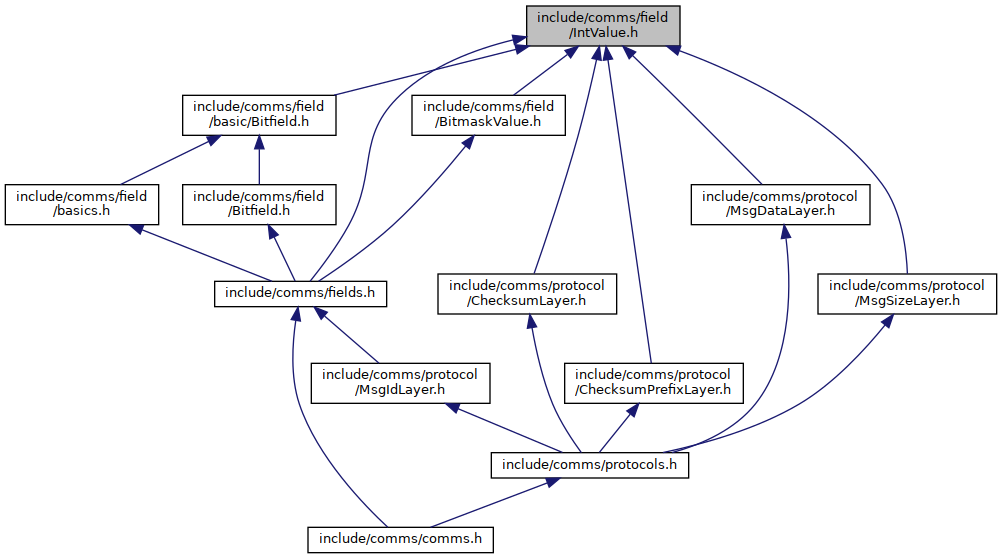 include/comms/field
/IntValue.h
include/comms/field
/basic/Bitfield.h
include/comms/field
/BitmaskValue.h
include/comms/field
/basics.h
include/comms/field
/Bitfield.h
include/comms/protocol
/MsgDataLayer.h
include/comms/fields.h
include/comms/protocol
/ChecksumLayer.h
include/comms/protocol
/MsgSizeLayer.h
include/comms/protocol
/MsgIdLayer.h
include/comms/protocol
/ChecksumPrefixLayer.h
include/comms/protocols.h
include/comms/comms.h